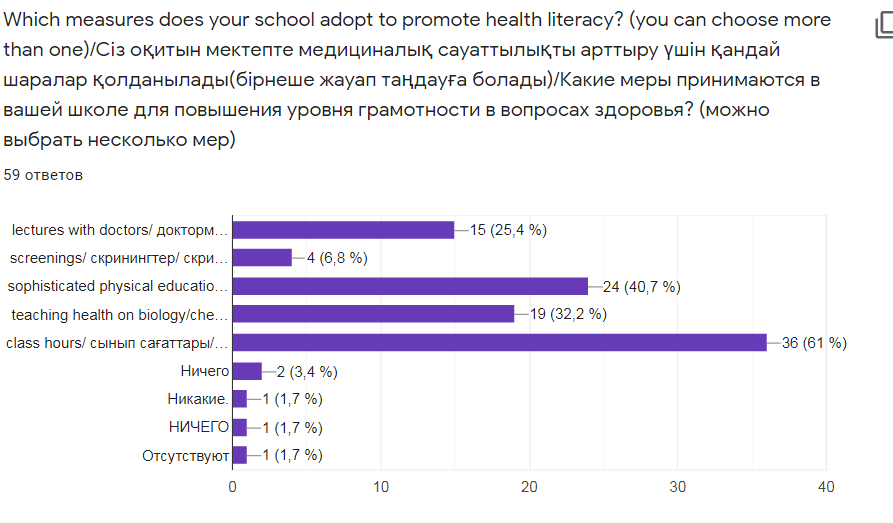 Which measures does your school adopt to promote health literacy? (you can choose more
than one)/Сіз оқитын мектепте медициналық сауаттылықты арттыру үшін қандай
шаралар қолданылады(бірнеше жауап таңдауға болады)/Какие меры принимаются в
вашей школе для повышения уровня грамотности в вопросах здоровья? (можно
выбрать несколько мер)
59 ответов
lectures with doctors/ докторм... 15 (25,4 %)
screenings/ скринингтер/ скри... 4 (6,8 %)
sophisticated physical educatio... 24 (40,7 %)
teaching health on biology/che... 19 (32,2 %)
class hours/ сынып сағаттары/... 36 (61 %)
Ничего 2 (3,4 %)
Никакие. 1 (1,7 %)
НИЧЕГО 1 (1,7 %)
Отсутствуют 1 (1,7 %)
0 10 20 30 40